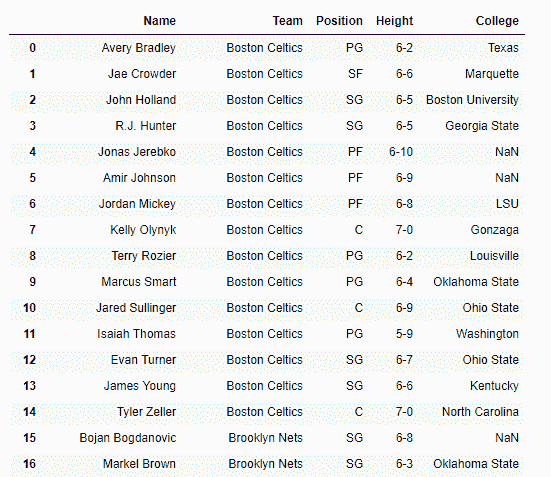 Name Team Position Height College
0 Avery Bradley Boston Celtics PG 6-2 Texas
1 Jae Crowder Boston Celtics SF 6-6 Marquette
2 John Holland Boston Celtics SG 6-5 Boston University
3 R.J. Hunter Boston Celtics SG 6-5 Georgia State
4 Jonas Jerebko Boston Celtics PF 6-10 NaN
5 Amir Johnson Boston Celtics PF 6-9 NaN
6 Jordan Mickey Boston Celtics PF 6-8 LSU
7 Kelly Olynyk Boston Celtics C 7-0 Gonzaga
8 Terry Rozier Boston Celtics PG 6-2 Louisville
9 Marcus Smart Boston Celtics PG 6-4 Oklahoma State
10 Jared Sullinger Boston Celtics C 6-9 Ohio State
11 Isaiah Thomas Boston Celtics PG 5-9 Washington
12 Evan Turner Boston Celtics SG 6-7 Ohio State
13 James Young Boston Celtics SG 6-6 Kentucky
14 Tyler Zeller Boston Celtics C 7-0 North Carolina
15 Bojan Bogdanovic Brooklyn Nets SG 6-8 NaN
16 Markel Brown Brooklyn Nets SG 6-3 Oklahoma State